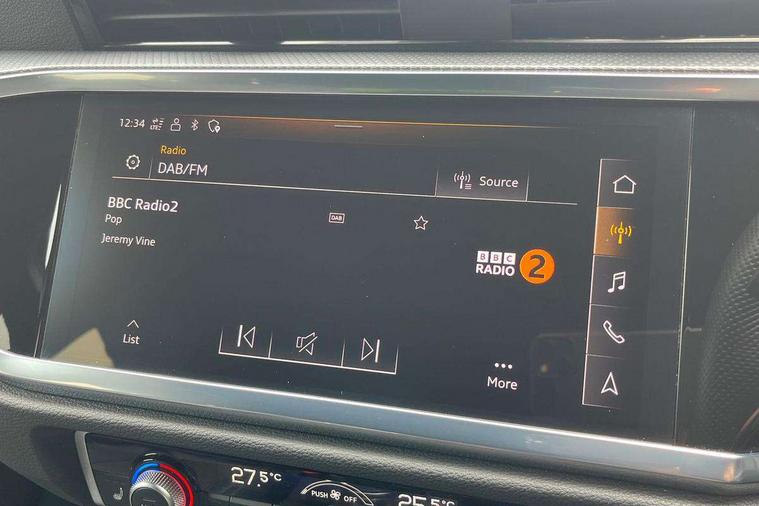 12:34 LTE
Radio
DAB/FM
Source
BBC Radio2
Pop
DAB
Jeremy Vine
BBC
RADIO 2
List
More
27.5°C
PUSH OFF
25.5°C